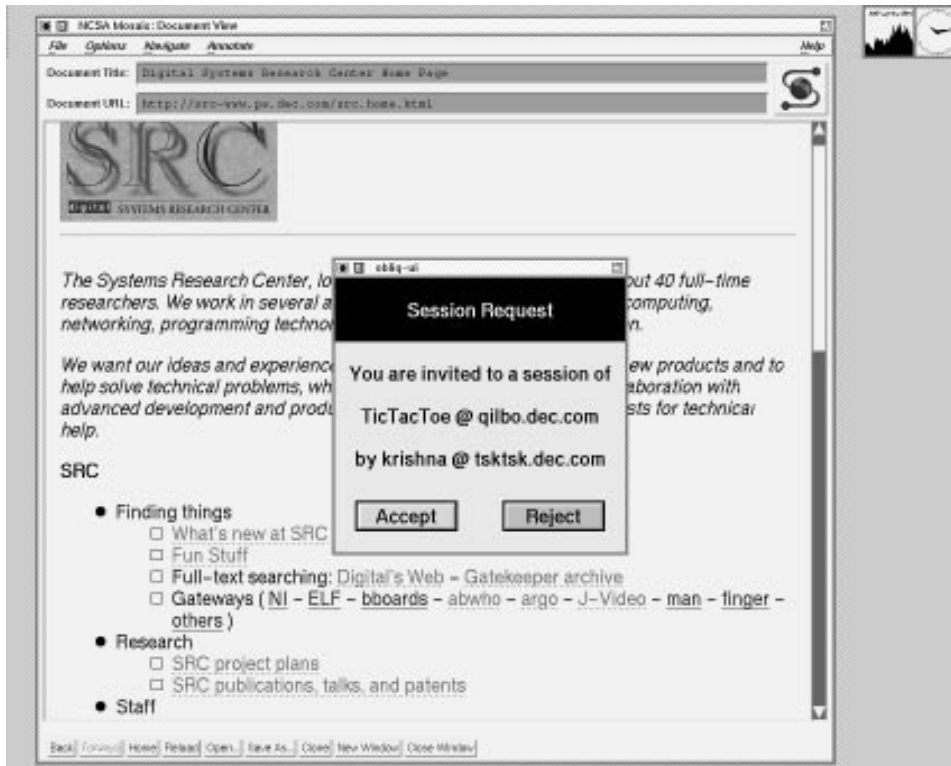 NCSA Mosaic: Document View
File Options Navigate Annotate Help
Document Title: Digital Systems Research Center Home Page
Document URL: http://src-www.pa.dec.com/src.home.html
SRC
SYSTEMS RESEARCH CENTER
The Systems Research Center, lo out 40 full-time
researchers. We work in several a computing,
networking, programming technol n.
We want our ideas and experience ew products and to
help solve technical problems, wh aboration with
advanced development and produ sts for technical
help.
obliq-ui
Session Request
You are invited to a session of
TicTacToe @ qilbo.dec.com
by krishna @ tsktsk.dec.com
Accept Reject
SRC
Finding things
What's new at SRC
Fun Stuff
Full-text searching: Digital's Web - Gatekeeper archive
Gateways ( NI - ELF - bboards - abwho - argo - J-Video - man - finger -
others )
Research
SRC project plans
SRC publications, talks, and patents
Staff
Back Forward Home Reload Open... Save As... Clone New Window Close Window